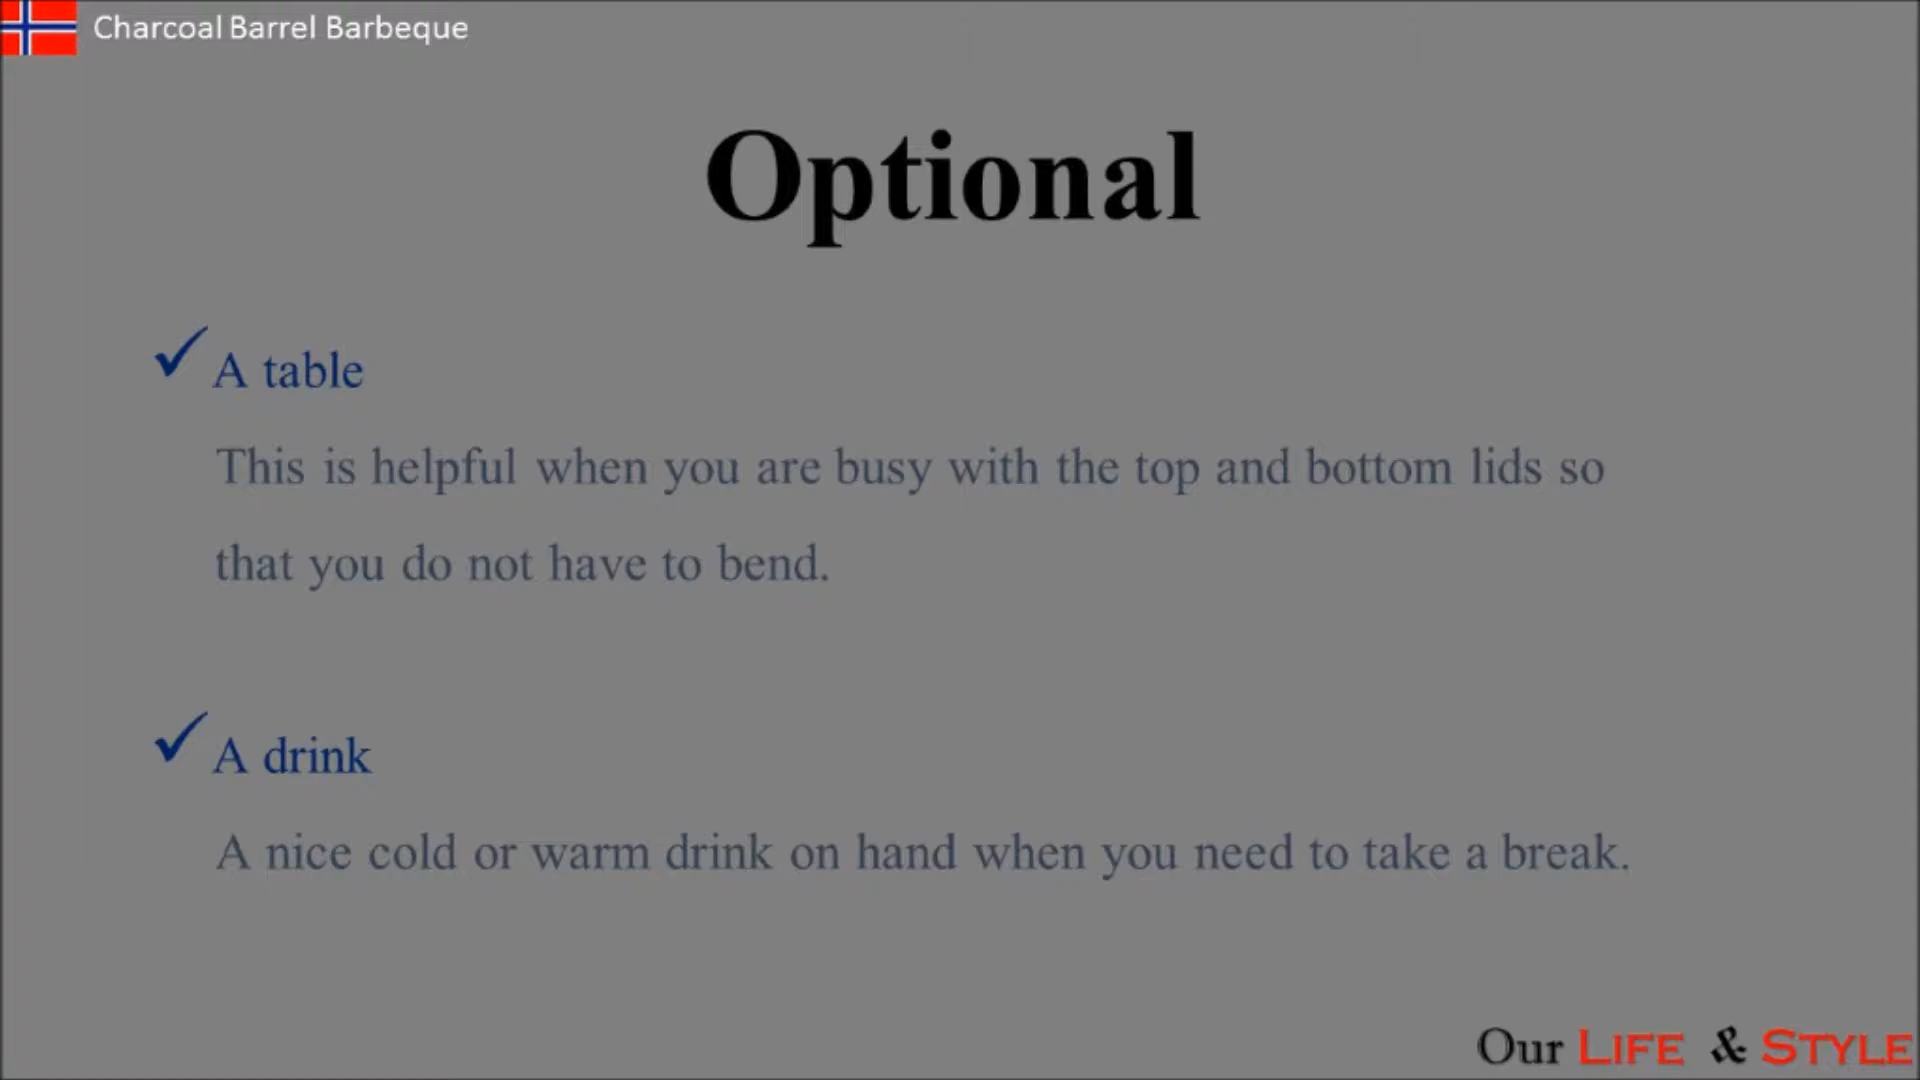 Charcoal Barrel Barbeque
Optional
A table
This is helpful when you are busy with the top and bottom lids so
that you do not have to bend.
A drink
A nice cold or warm drink on hand when you need to take a break.
Our LIFE & STYLE